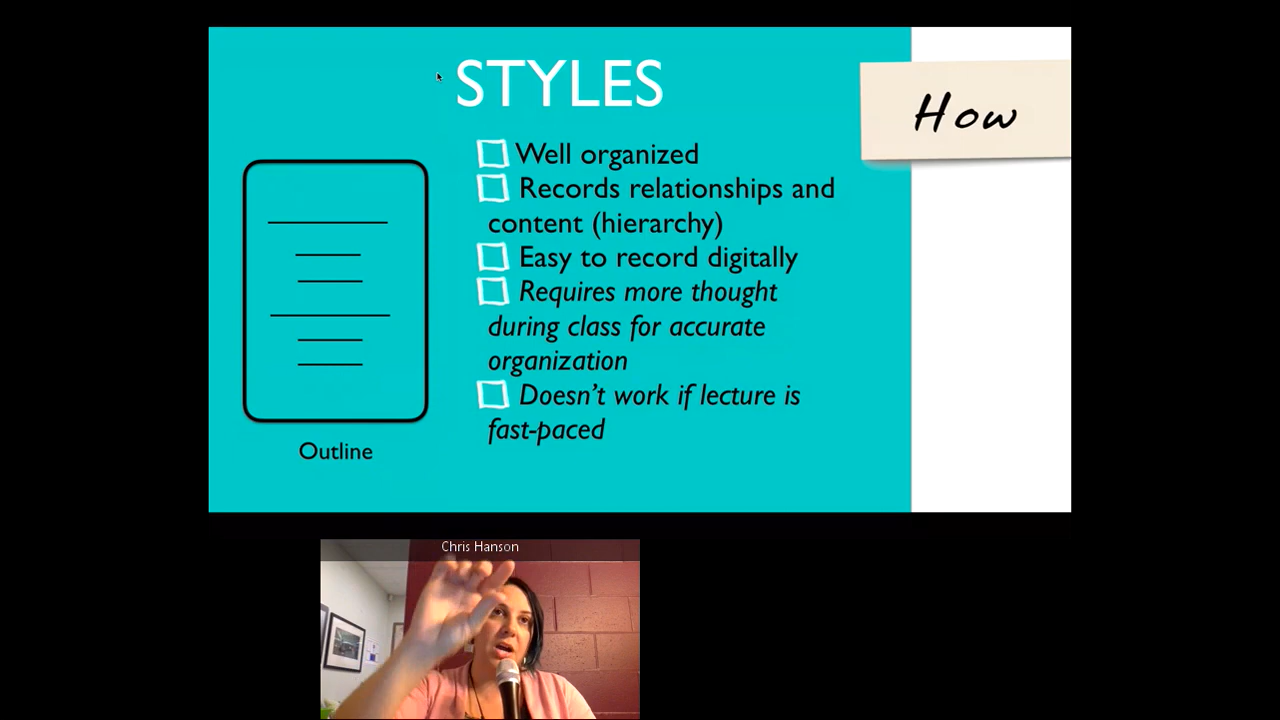 STYLES
How
Well organized
Records relationships and
content (hierarchy)
Easy to record digitally
Requires more thought
during class for accurate
organization
Doesn't work if lecture is
fast-paced
Outline
Chris Hanson